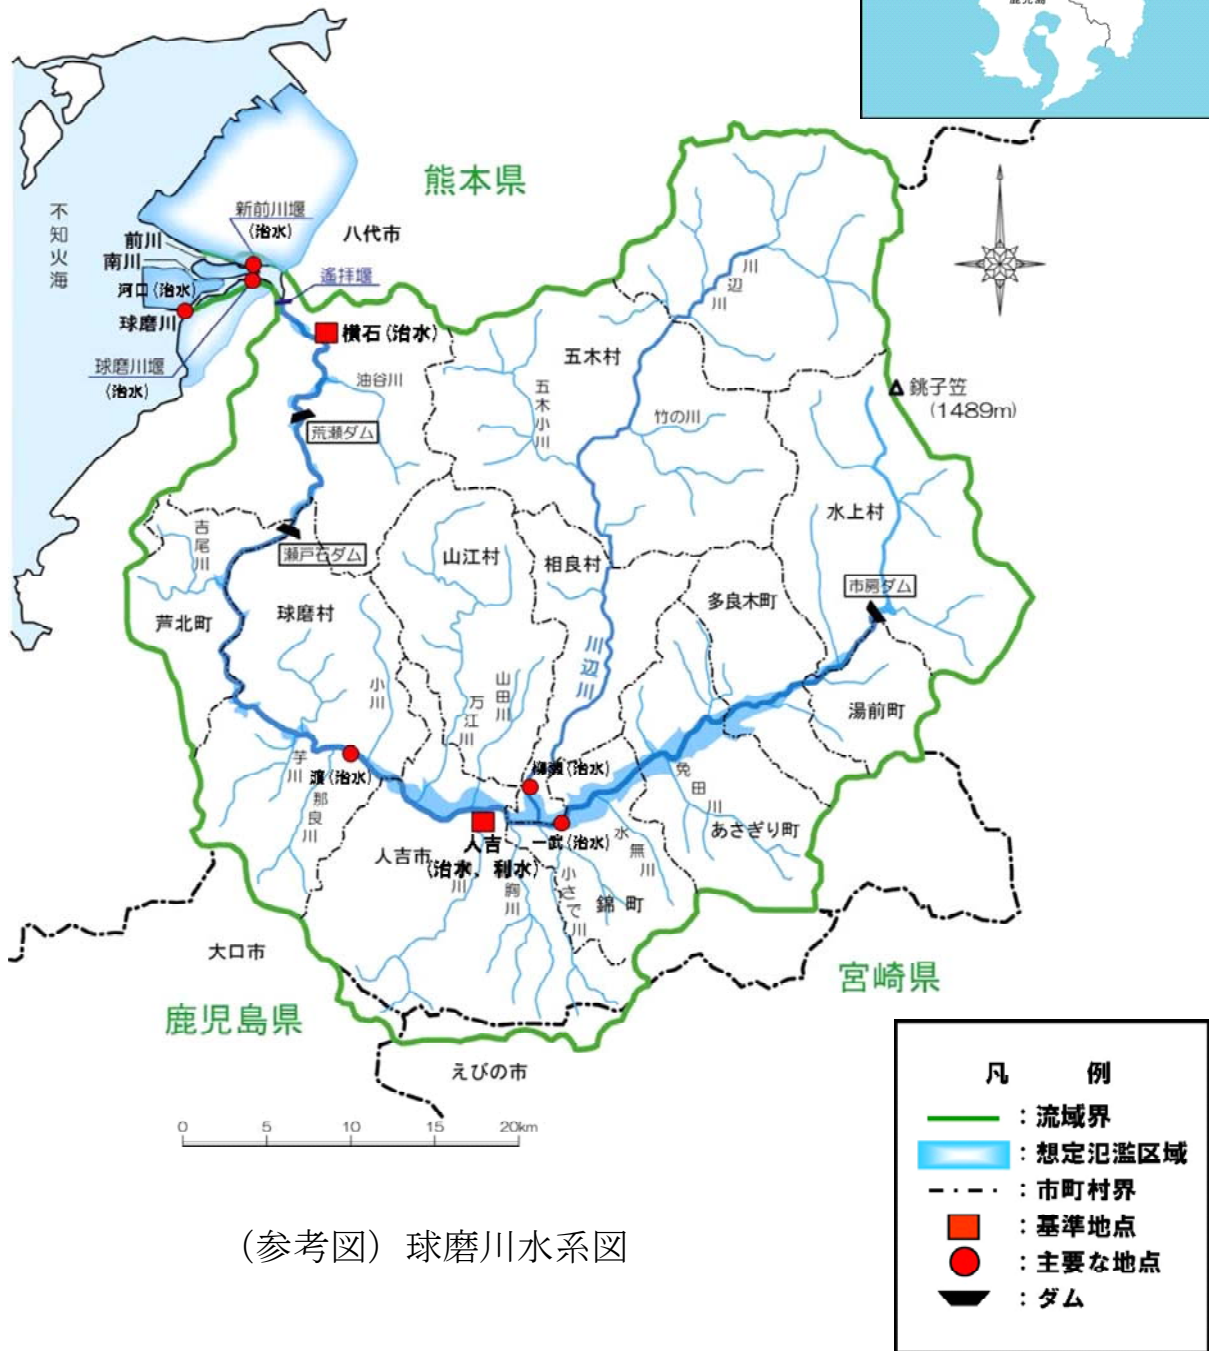 鹿児島
熊本県
不知火海
新前川堰
(治水)
八代市
前川
南川
河口(治水)
球磨川
球磨川堰
(治水)
遙拝堰
横石(治水)
油谷川
荒瀬ダム
瀬戸石ダム
吉尾川
芦北町
球磨村
小川
山江村
万江川
山田川
五木村
五木小川
川辺川
竹の川
相良村
川辺川
銚子笠
(1489m)
水上村
市房ダム
多良木町
湯前町
免田川
あさぎり町
柳瀬(治水)
一武(治水)
水無川
錦町
小さで川
人吉
(治水、利水)
人吉市
川
胸川
渡(治水)
芋川
那良川
大口市
鹿児島県
えびの市
宮崎県
0 5 10 15 20km
(参考図) 球磨川水系図
凡 例
:流域界
:想定氾濫区域
:市町村界
:基準地点
:主要な地点
:ダム